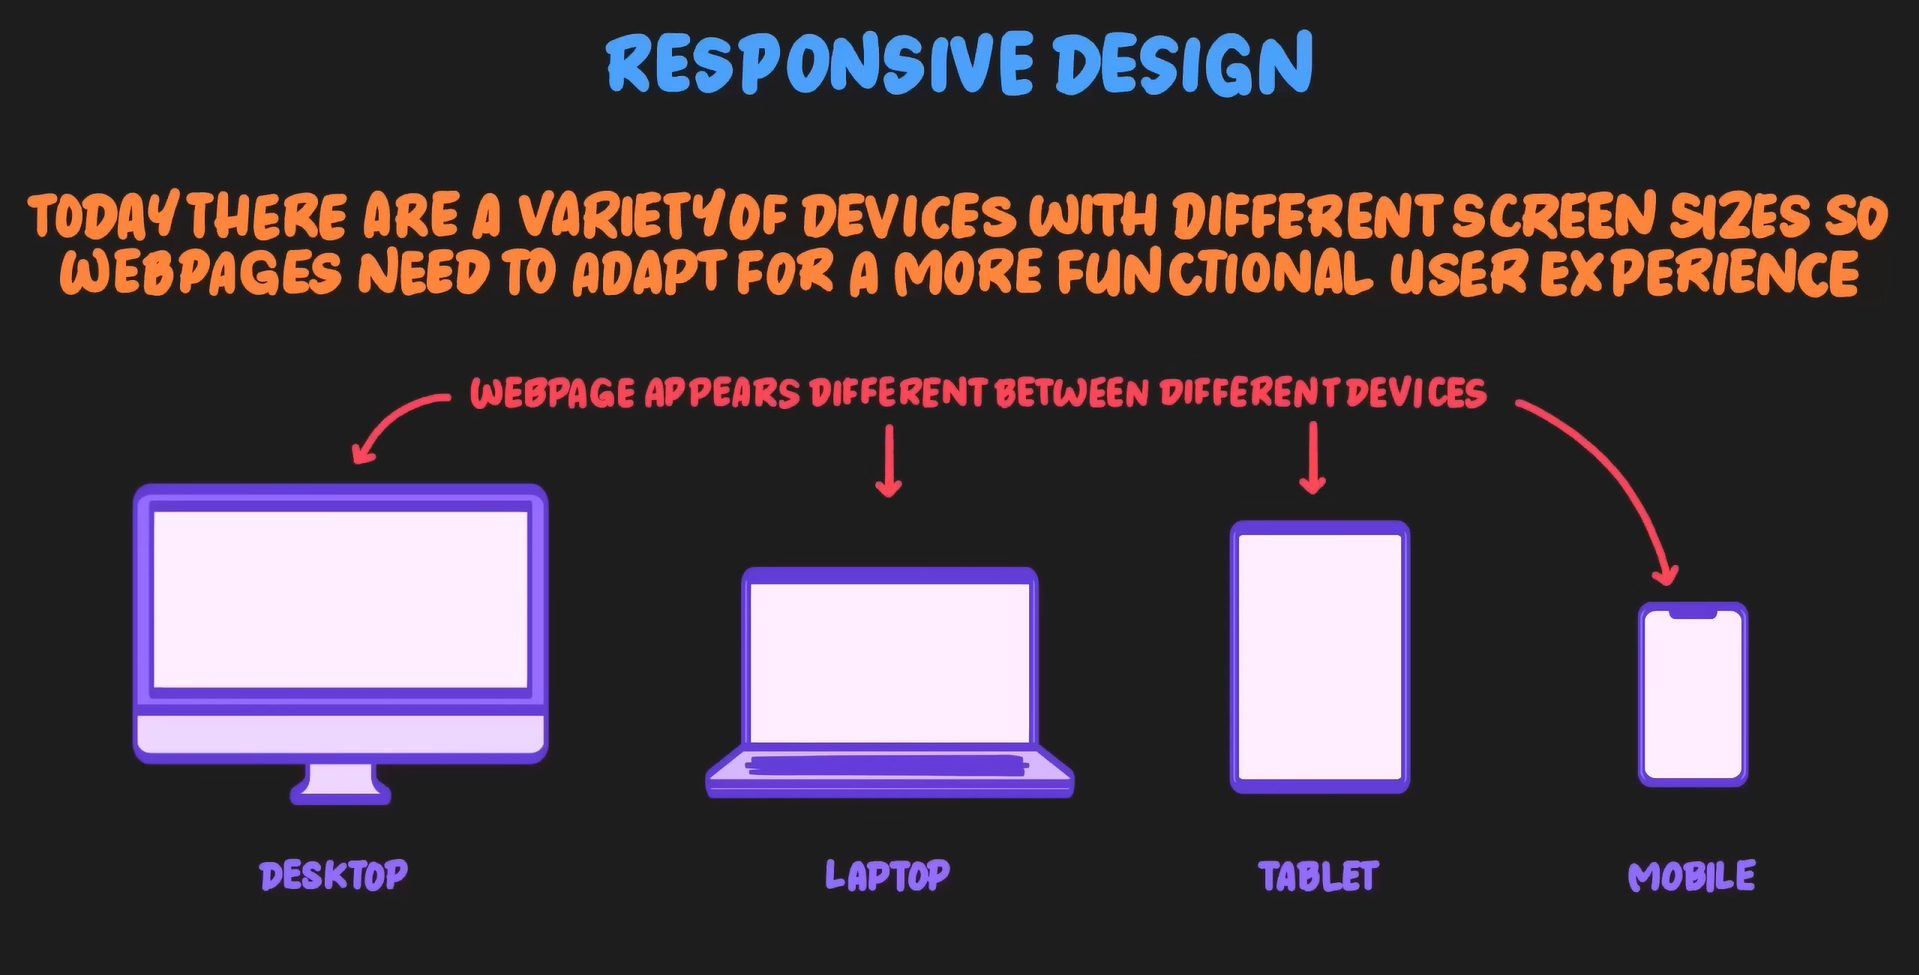 RESPONSIVE DESIGN
TODAY THERE ARE A VARIETY OF DEVICES WITH DIFFERENT SCREEN SIZES SO
WEBPAGES NEED TO ADAPT FOR A MORE FUNCTIONAL USER EXPERIENCE
WEBPAGE APPEARS DIFFERENT BETWEEN DIFFERENT DEVICES
DESKTOP
LAPTOP
TABLET
MOBILE